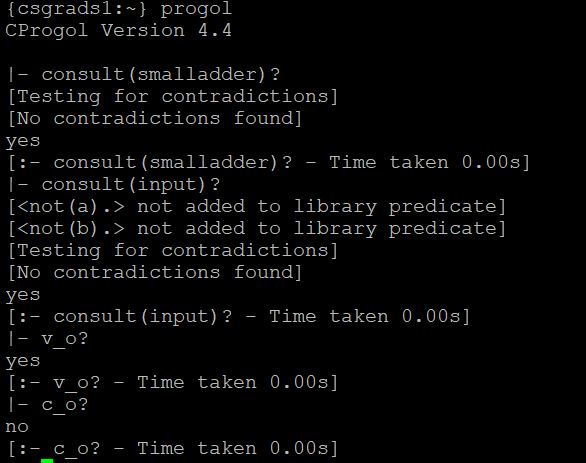 {csgrads1:~} progol
CProgol Version 4.4
|- consult(smalladder)?
[Testing for contradictions]
[No contradictions found]
yes
[:- consult(smalladder)? - Time taken 0.00s]
|- consult(input)?
[<not(a).> not added to library predicate]
[<not(b).> not added to library predicate]
[Testing for contradictions]
[No contradictions found]
yes
[:- consult(input)? - Time taken 0.00s]
|- v_o?
yes
[:- v_o? - Time taken 0.00s]
|- c_o?
no
[:- c_o? - Time taken 0.00s]